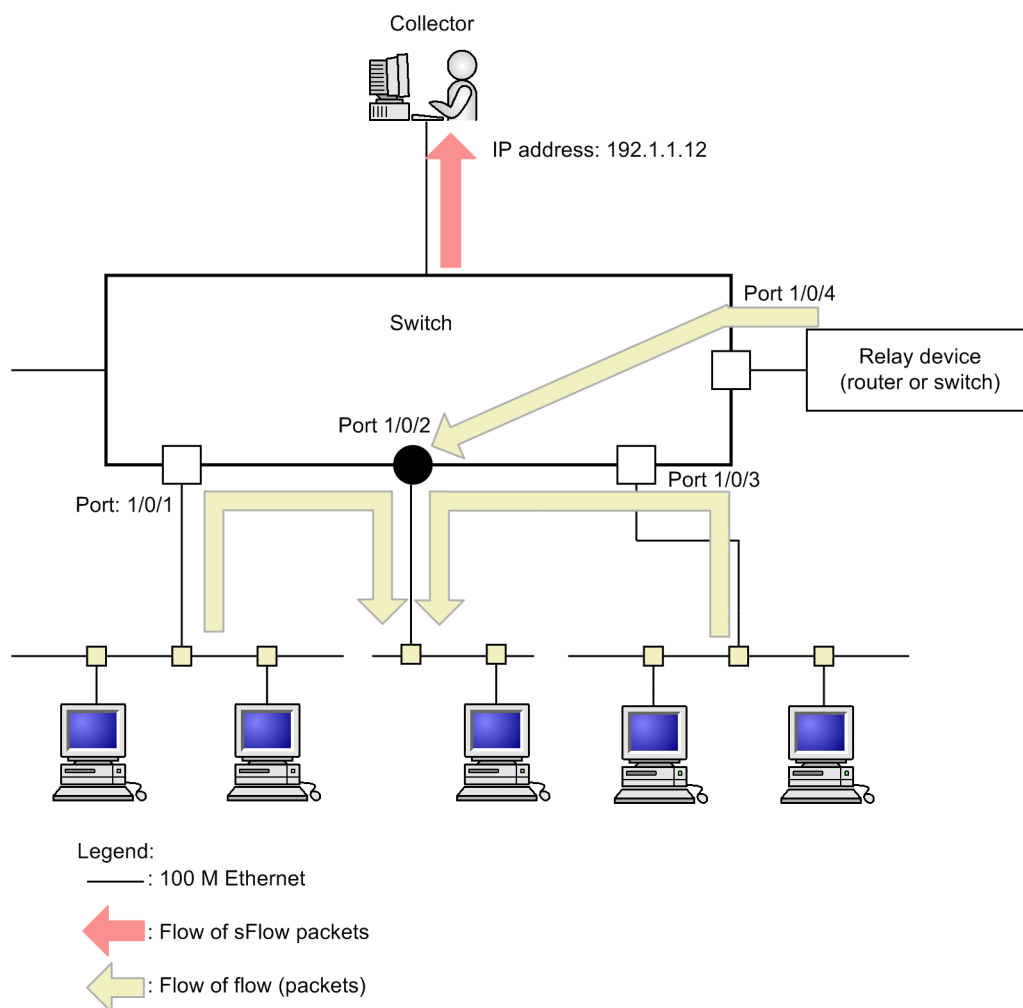 Collector
IP address: 192.1.1.12
Port 1/0/4
Switch
Relay device
(router or switch)
Port 1/0/2
Port: 1/0/1
Port 1/0/3
Legend:
: 100 M Ethernet
: Flow of sFlow packets
: Flow of flow (packets)